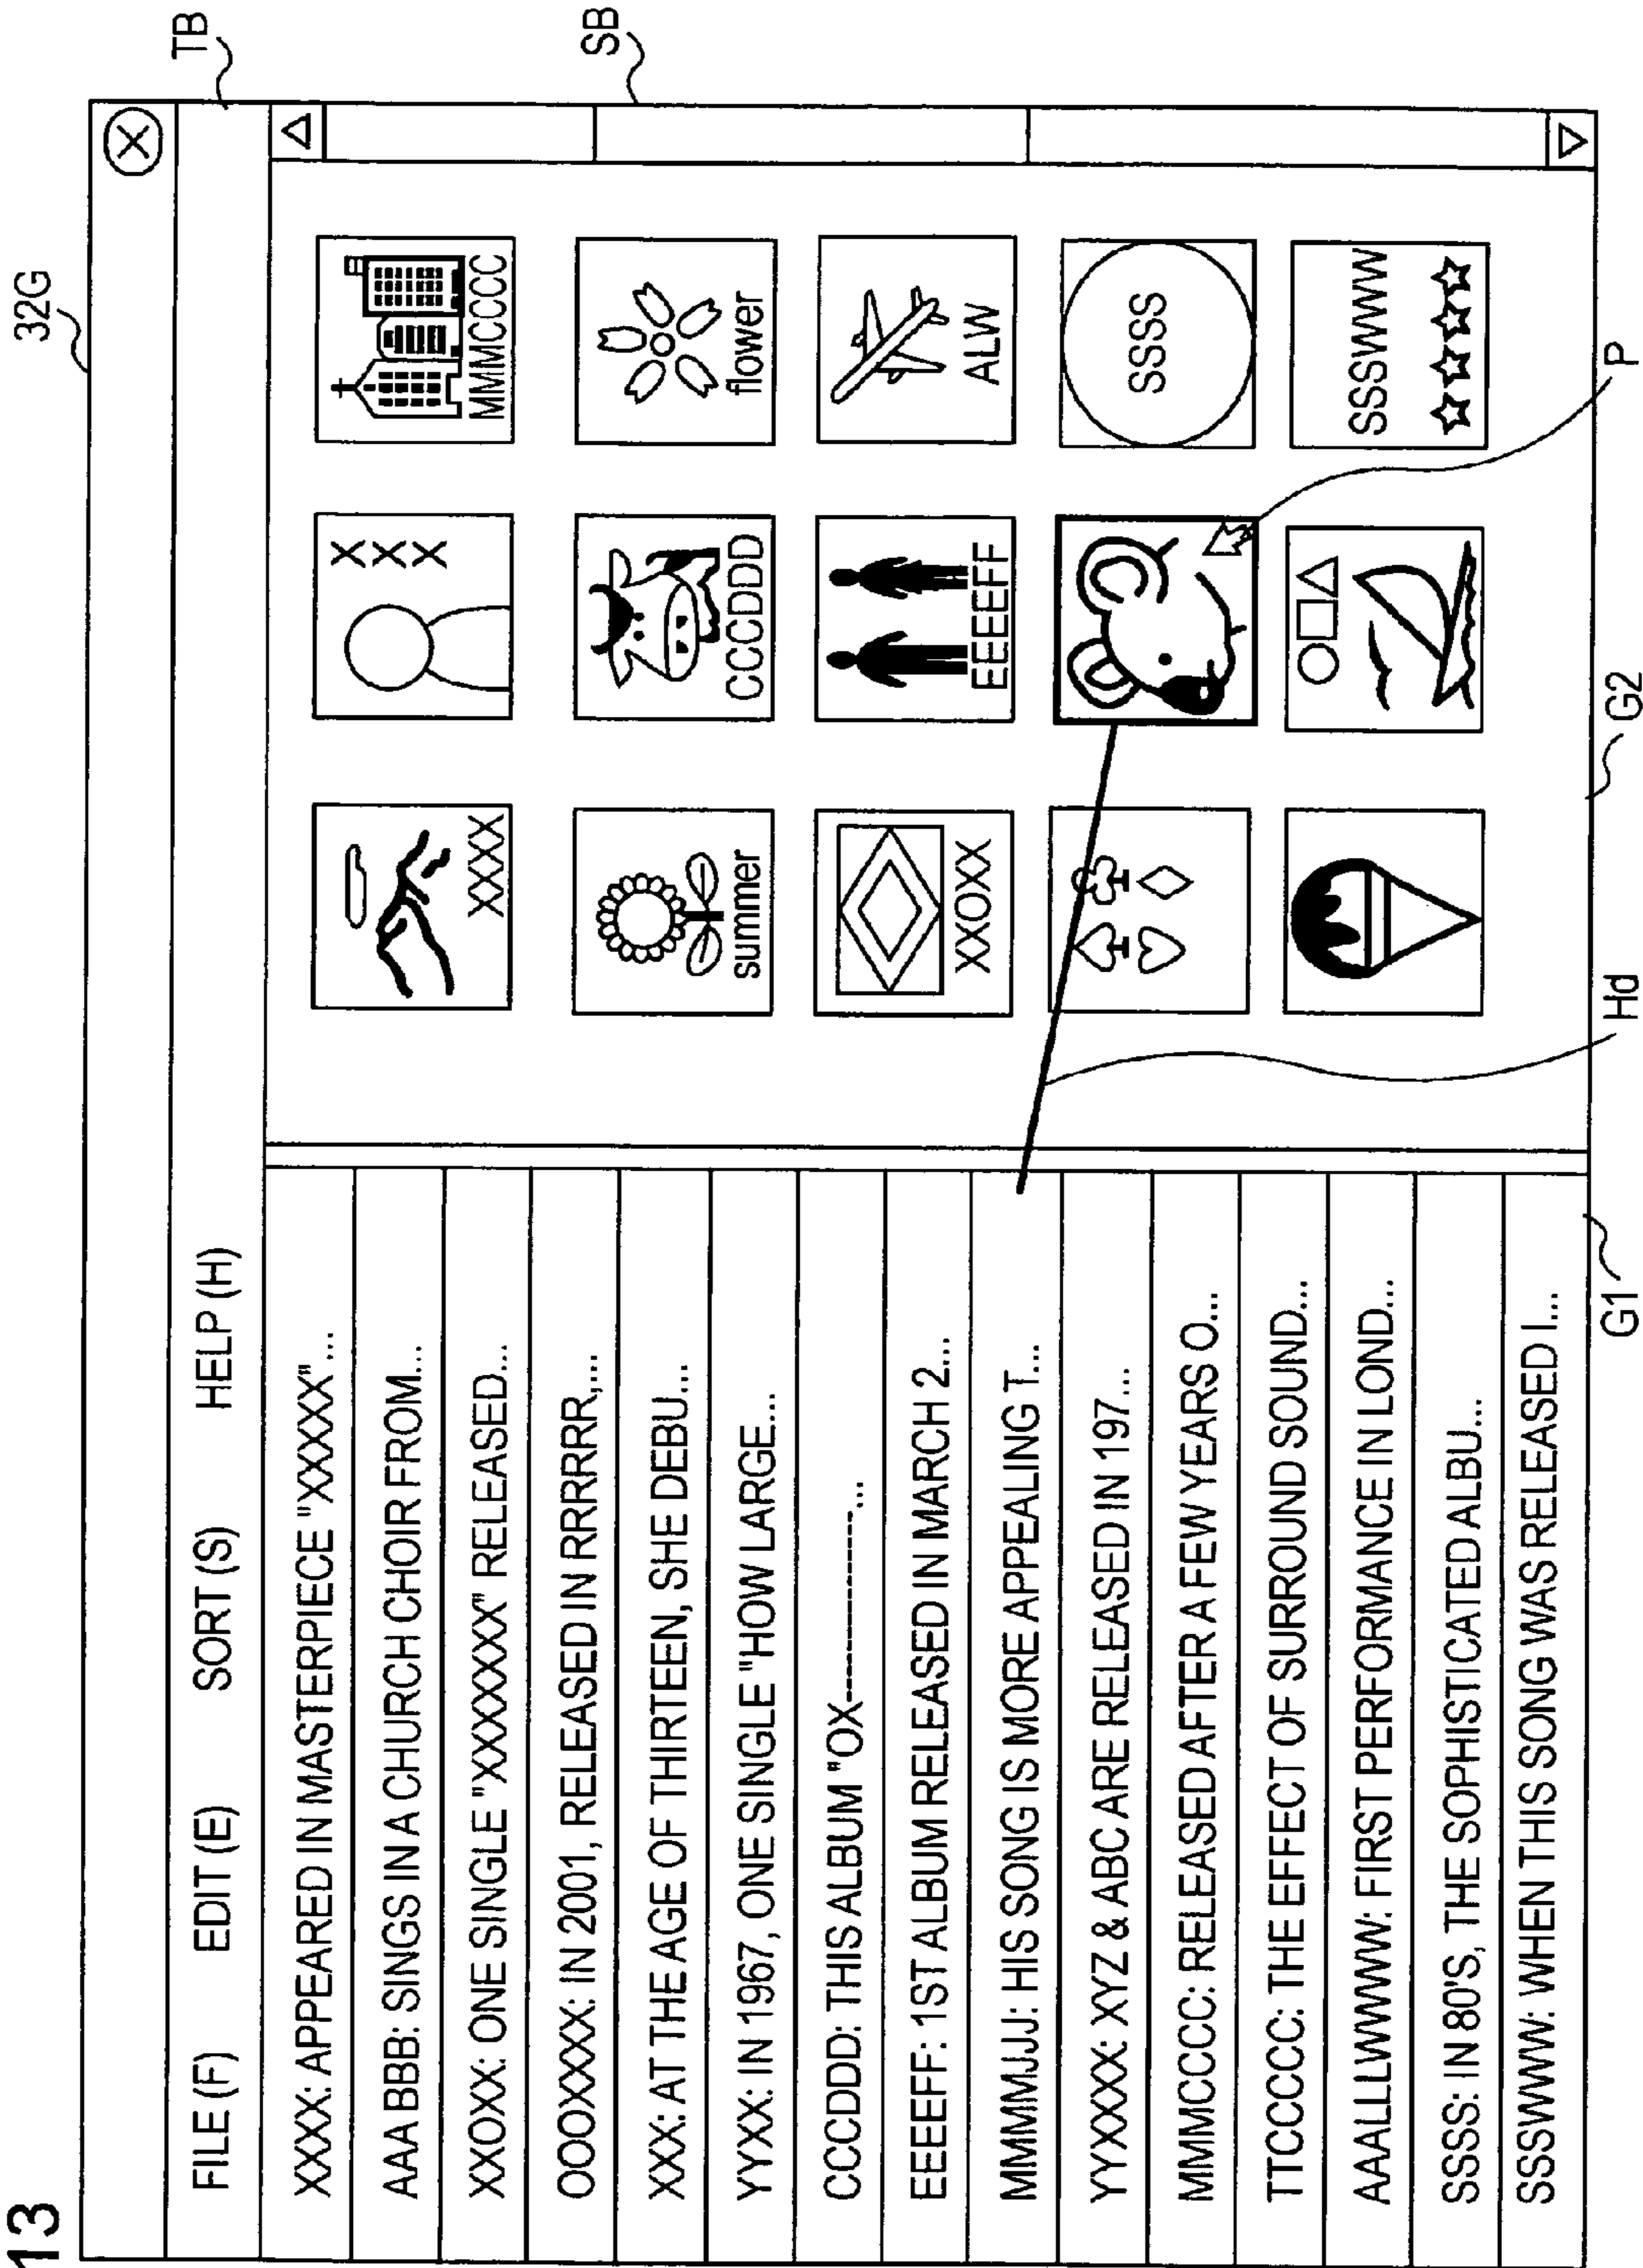 13
32G
TB
FILE (F) EDIT (E) SORT (S) HELP (H)
SB
XXXX: APPEARED IN MASTERPIECE "XXXXX"...
AAA BBB: SINGS IN A CHURCH CHOIR FROM...
XXOXX: ONE SINGLE "XXXXXXX" RELEASED...
OOOXXXX: IN 2001, RELEASED IN RRRRRR,...
XXX: AT THE AGE OF THIRTEEN, SHE DEBU...
YYXX: IN 1967, ONE SINGLE "HOW LARGE...
CCCDDD: THIS ALBUM "OX------------...
EEEEFF: 1ST ALBUM RELEASED IN MARCH 2...
MMMMJJJ: HIS SONG IS MORE APPEALING T...
YYXXXX: XYZ & ABC ARE RELEASED IN 197...
MMMCCCC: RELEASED AFTER A FEW YEARS O...
TTCCCCC: THE EFFECT OF SURROUND SOUND...
AAALLLWWW: FIRST PERFORMANCE IN LOND...
SSSS: IN 80'S, THE SOPHISTICATED ALBU...
SSSWWW: WHEN THIS SONG WAS RELEASED I...
XXXX
X
X
X
MMMCCCC
summer
CCCDDD
flower
XXOXX
EEEEFF
ALW
SSSS
SSSWWW
G1
Hd
G2
P